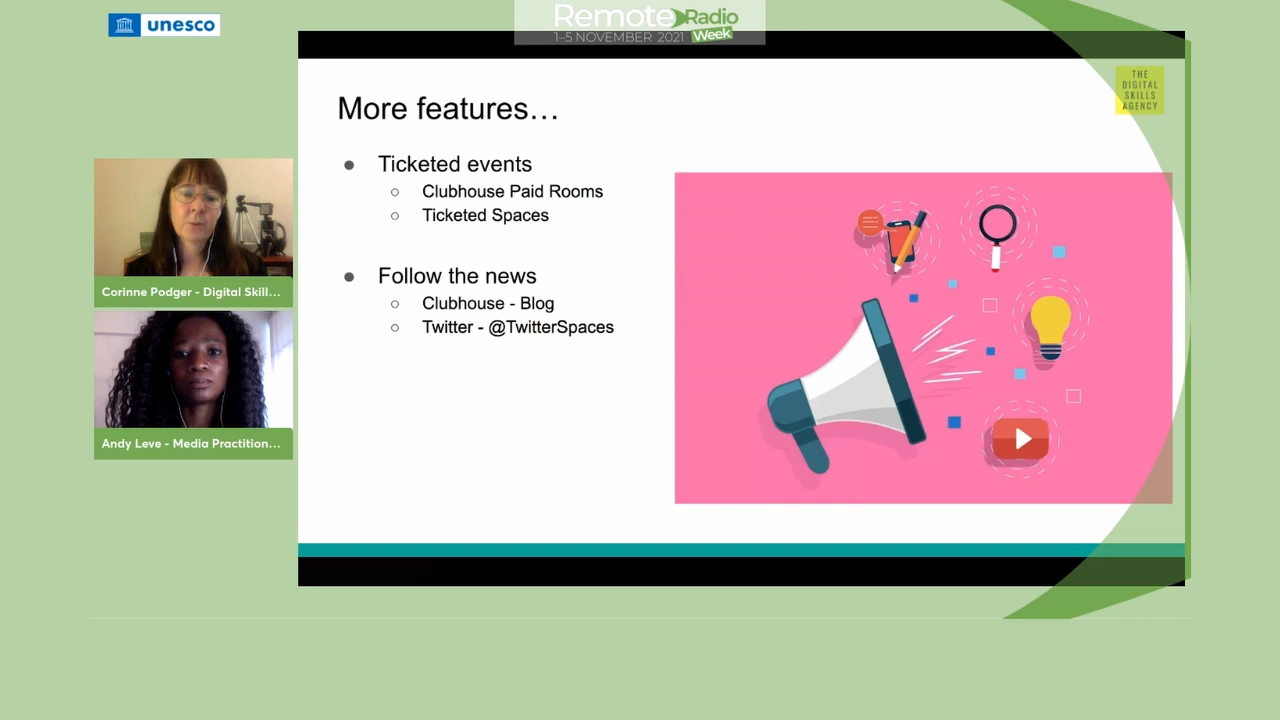 unesco
Remote Radio
1–5 NOVEMBER 2021 Week
THE
DIGITAL
SKILLS
AGENCY
More features…
Ticketed events
Clubhouse Paid Rooms
Ticketed Spaces
Follow the news
Clubhouse - Blog
Twitter - @TwitterSpaces
Corinne Podger - Digital Skill...
Andy Leve - Media Practition...